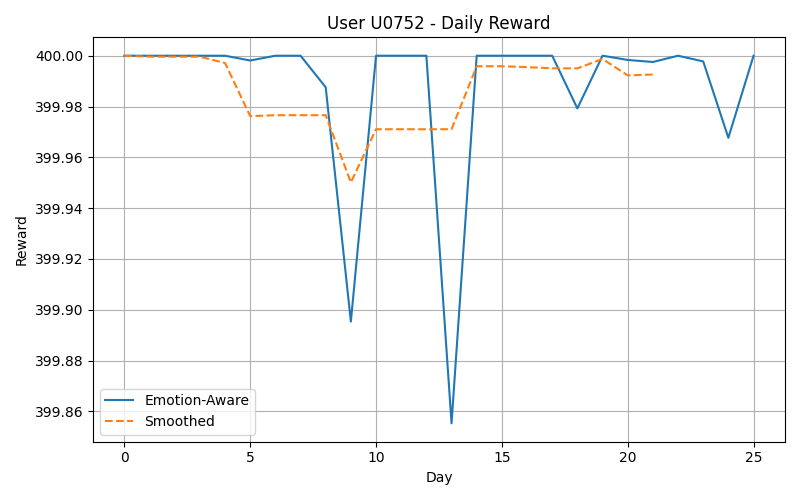 User U0752 - Daily Reward
400.00
399.98
399.96
399.94
399.92
399.90
399.88
399.86
Reward
Emotion-Aware
Smoothed
0 5 10 15 20 25
Day